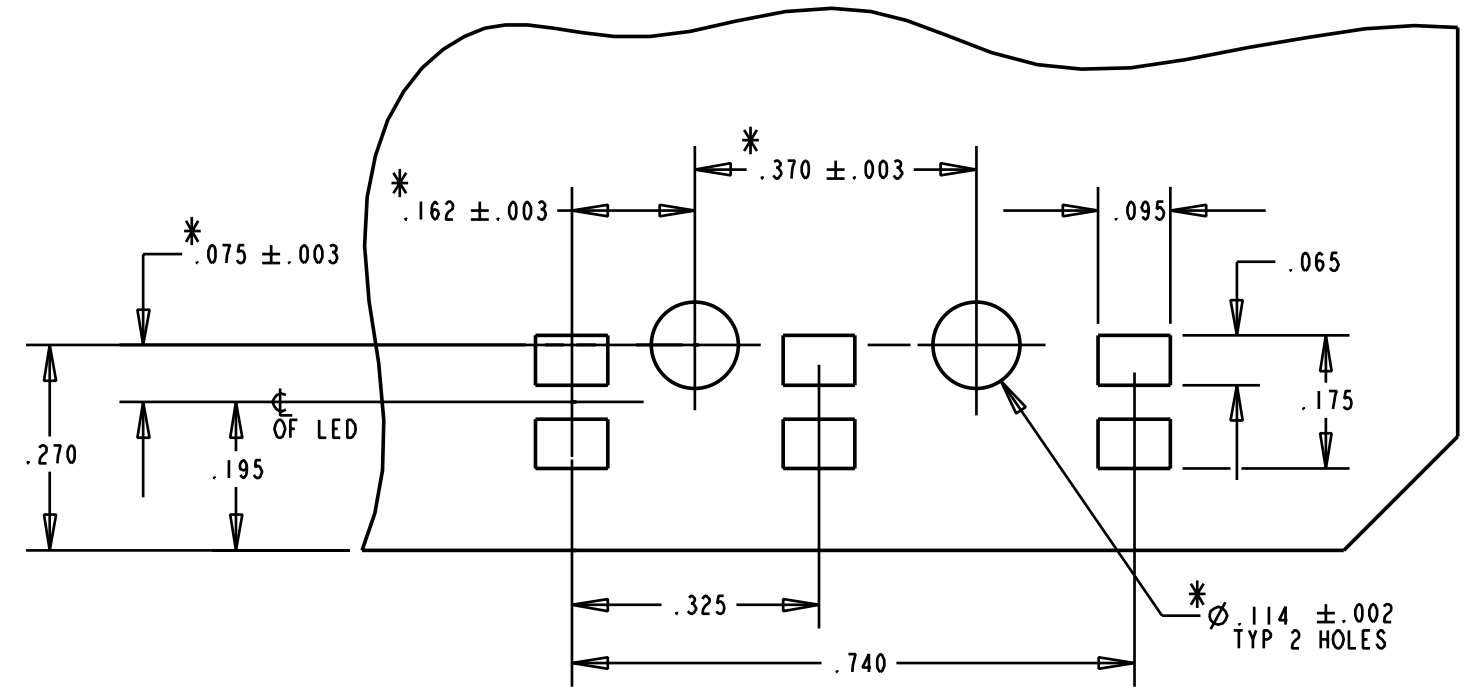 * .370 ±.003
* .162 ±.003
.095
* .075 ±.003
.065
.175
℄
OF LED
.270
.195
.325
* Ø.114 ±.002
TYP 2 HOLES
.740